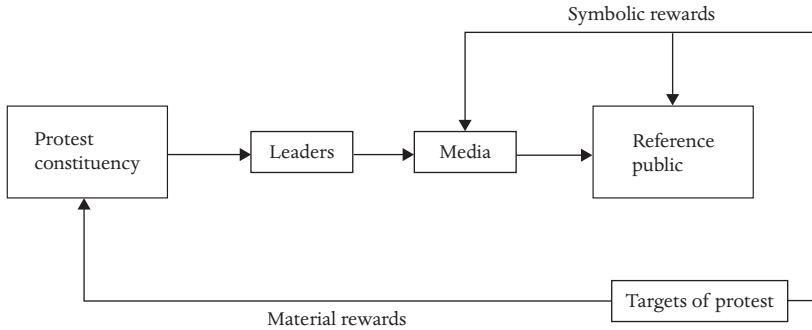 Symbolic rewards
Protest
constituency
Leaders
Media
Reference
public
Targets of protest
Material rewards